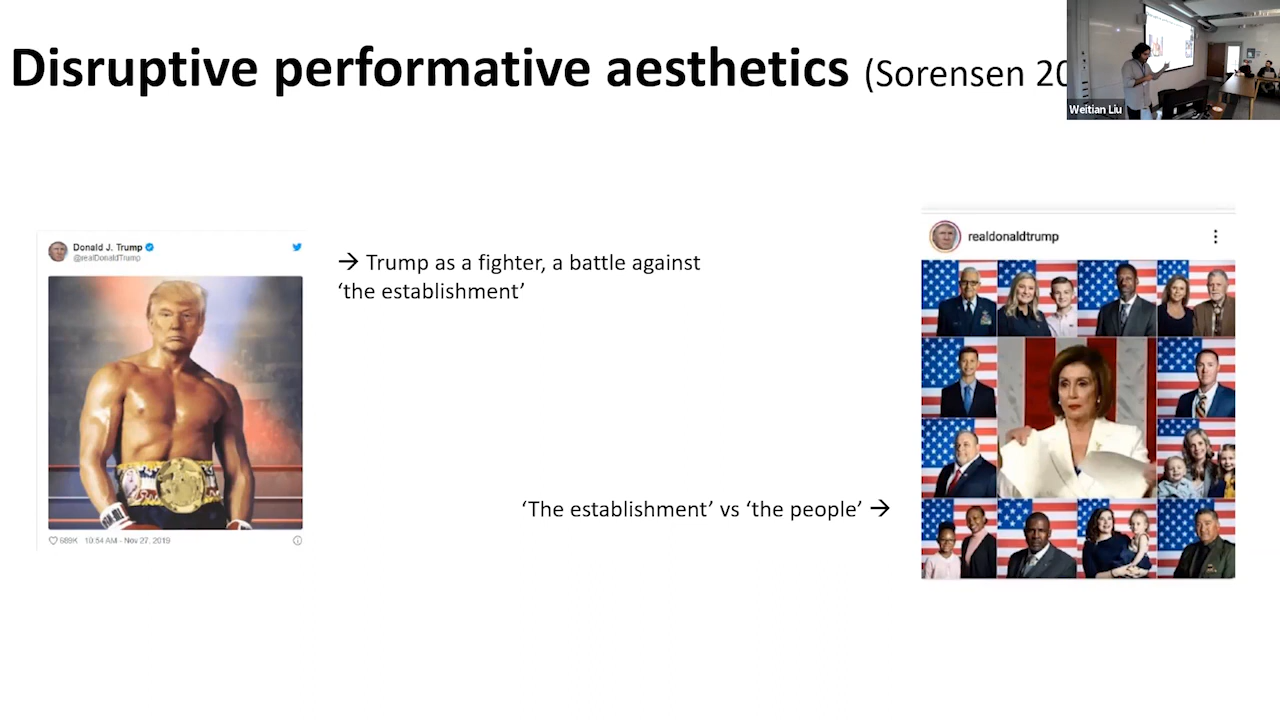 Disruptive performative aesthetics (Sorensen 20
Weitian Liu
Donald J. Trump
@realDonaldTrump
→ Trump as a fighter, a battle against
‘the establishment’
realdonaldtrump
‘The establishment’ vs ‘the people’ →
10:54 AM - Nov 27, 2019